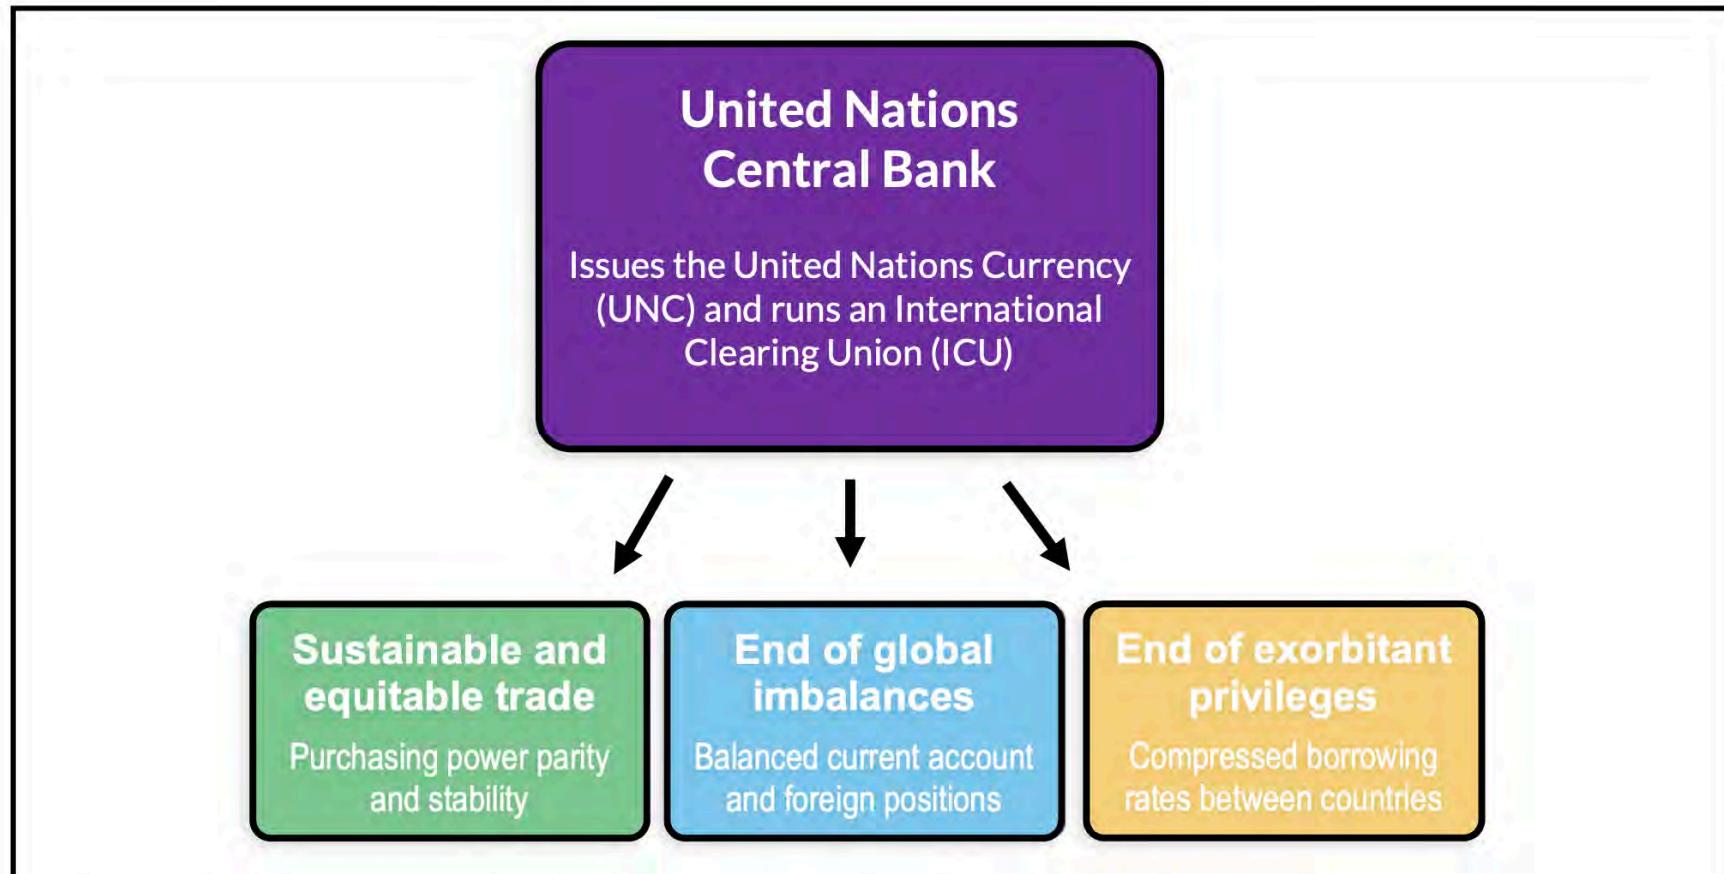 United Nations
Central Bank
Issues the United Nations Currency
(UNC) and runs an International
Clearing Union (ICU)
Sustainable and
equitable trade
Purchasing power parity
and stability
End of global
imbalances
Balanced current account
and foreign positions
End of exorbitant
privileges
Compressed borrowing
rates between countries